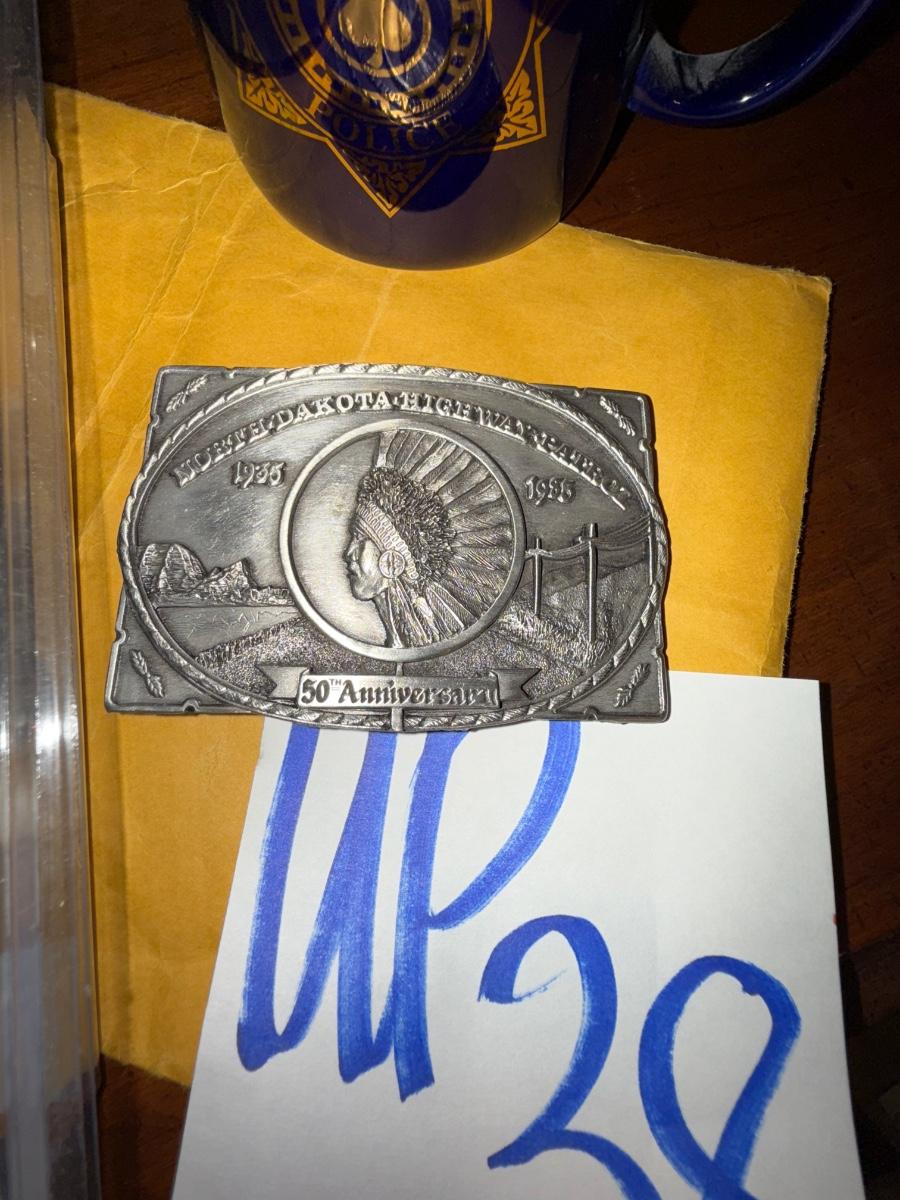 POLICE
NORTH·DAKOTA·HIGHWAY·PATROL
1935 1985
50TH Anniversary
UP
28